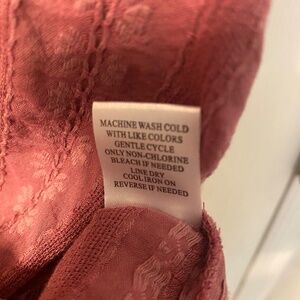 MACHINE WASH COLD
WITH LIKE COLORS
GENTLE CYCLE
ONLY NON-CHLORINE
BLEACH IF NEEDED
LINE DRY
COOL IRON ON
REVERSE IF NEEDED